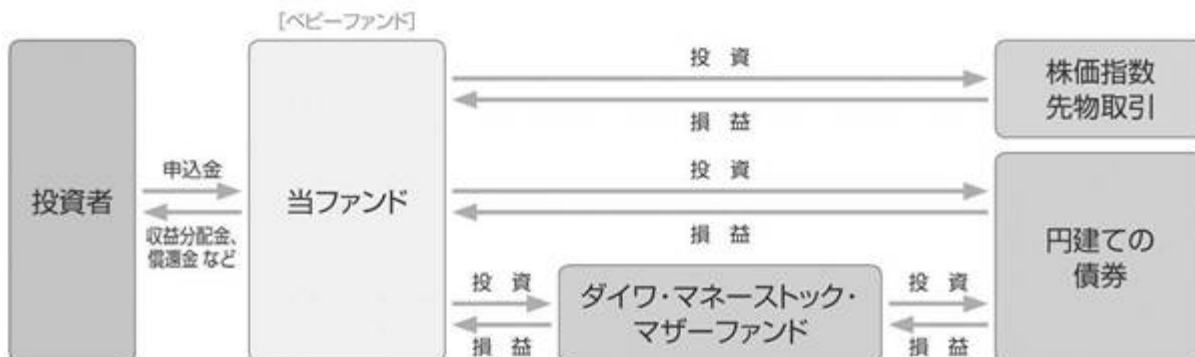 [ベビーファンド]
投資者
申込金
収益分配金、
償還金 など
当ファンド
投 資
損 益
株価指数
先物取引
投 資
損 益
円建ての
債券
投 資
損 益
ダイワ・マネーストック・
マザーファンド
投 資
損 益